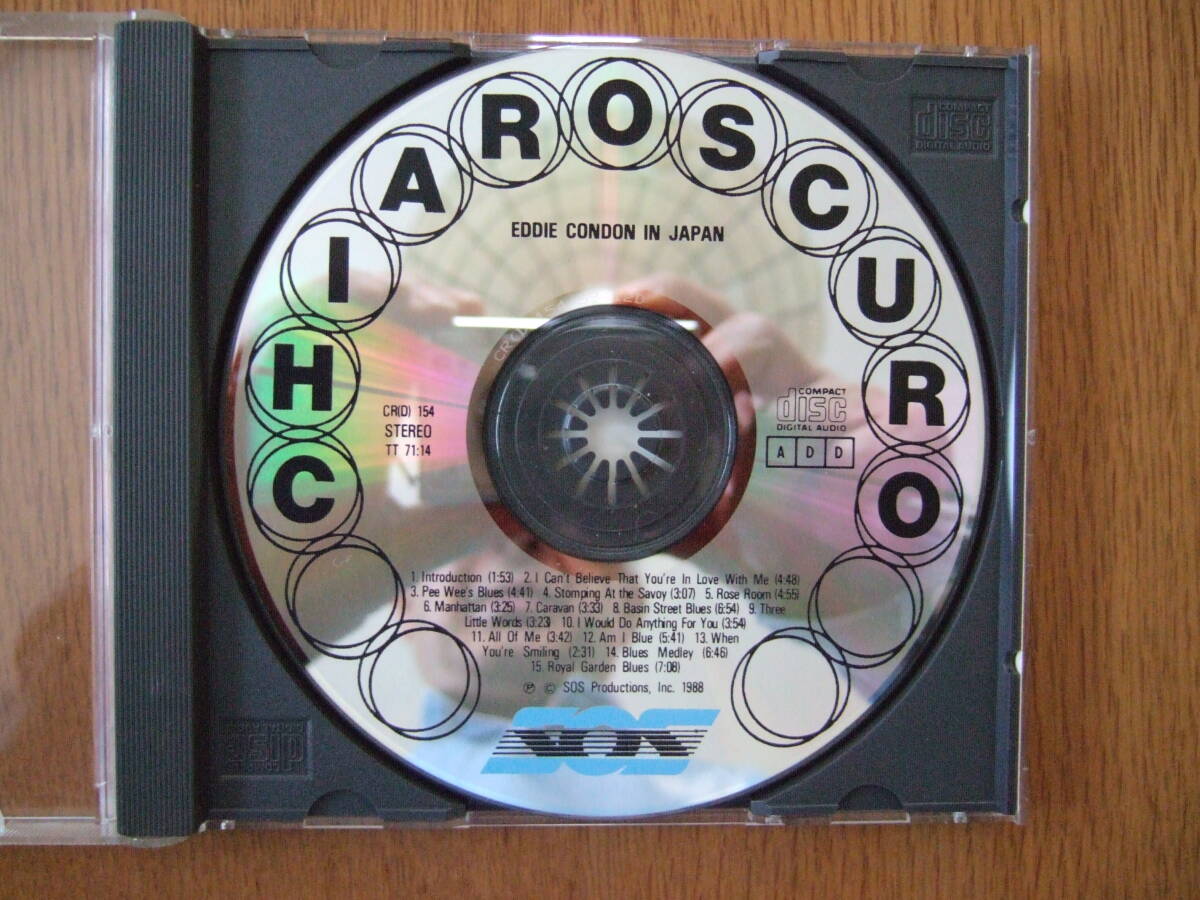 CHIAROSCURO
EDDIE CONDON IN JAPAN
CR(D) 154
STEREO
TT 71:14
COMPACT
disc
DIGITAL AUDIO
A D D
1. Introduction (1:53) 2. I Can't Believe That You're In Love With Me (4:48)
3. Pee Wee's Blues (4:41) 4. Stomping At the Savoy (3:07) 5. Rose Room (4:55)
6. Manhattan (3:25) 7. Caravan (3:33) 8. Basin Street Blues (6:54) 9. Three
Little Words (3:23) 10. I Would Do Anything For You (3:54)
11. All Of Me (3:42) 12. Am I Blue (5:41) 13. When
You're Smiling (2:31) 14. Blues Medley (6:46)
15. Royal Garden Blues (7:08)
℗ © SOS Productions, Inc. 1988
SOS
COMPACT
disc
DIGITAL AUDIO
disc